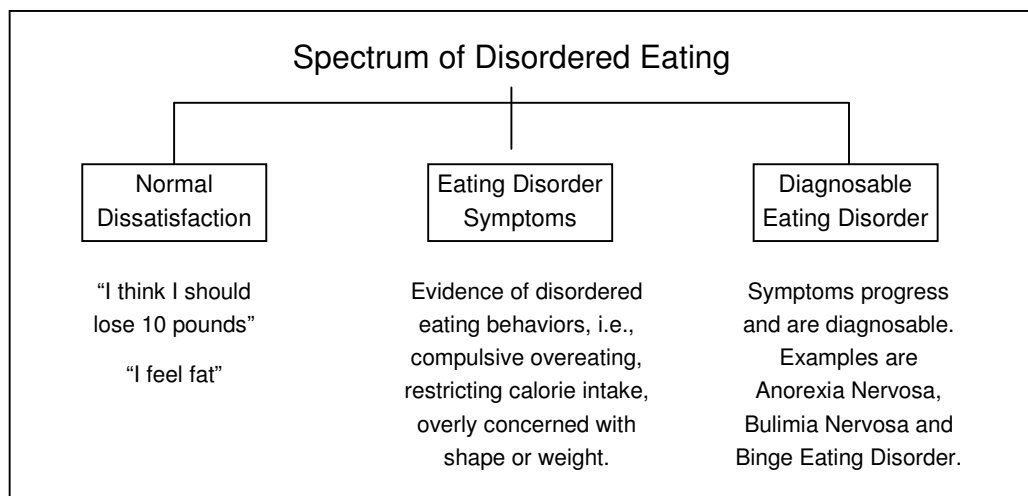 Spectrum of Disordered Eating
Normal
Dissatisfaction
“I think I should
lose 10 pounds”
“I feel fat”
Eating Disorder
Symptoms
Evidence of disordered
eating behaviors, i.e.,
compulsive overeating,
restricting calorie intake,
overly concerned with
shape or weight.
Diagnosable
Eating Disorder
Symptoms progress
and are diagnosable.
Examples are
Anorexia Nervosa,
Bulimia Nervosa and
Binge Eating Disorder.